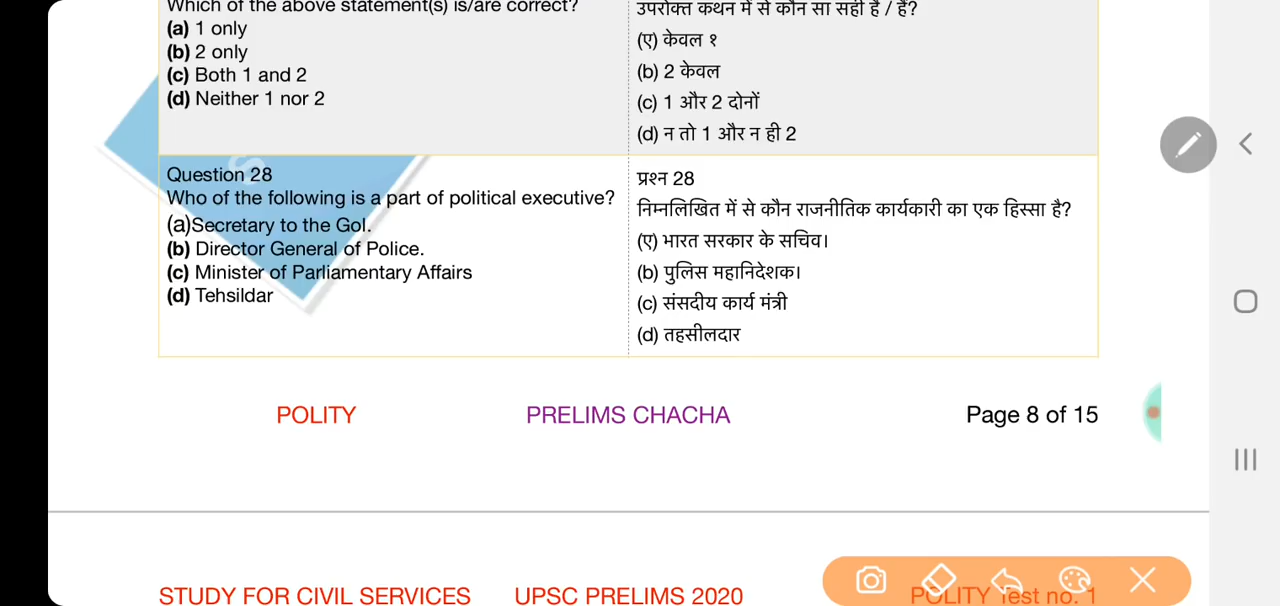 Which of the above statement(s) is/are correct?
(a) 1 only
(b) 2 only
(c) Both 1 and 2
(d) Neither 1 nor 2
उपरोक्त कथन में से कौन सा सही है / हैं?
(ए) केवल १
(b) 2 केवल
(c) 1 और 2 दोनों
(d) न तो 1 और न ही 2
Question 28
Who of the following is a part of political executive?
(a)Secretary to the GoI.
(b) Director General of Police.
(c) Minister of Parliamentary Affairs
(d) Tehsildar
प्रश्न 28
निम्नलिखित में से कौन राजनीतिक कार्यकारी का एक हिस्सा है?
(ए) भारत सरकार के सचिव।
(b) पुलिस महानिदेशक।
(c) संसदीय कार्य मंत्री
(d) तहसीलदार
POLITY PRELIMS CHACHA Page 8 of 15
STUDY FOR CIVIL SERVICES UPSC PRELIMS 2020 POLITY Test no. 1